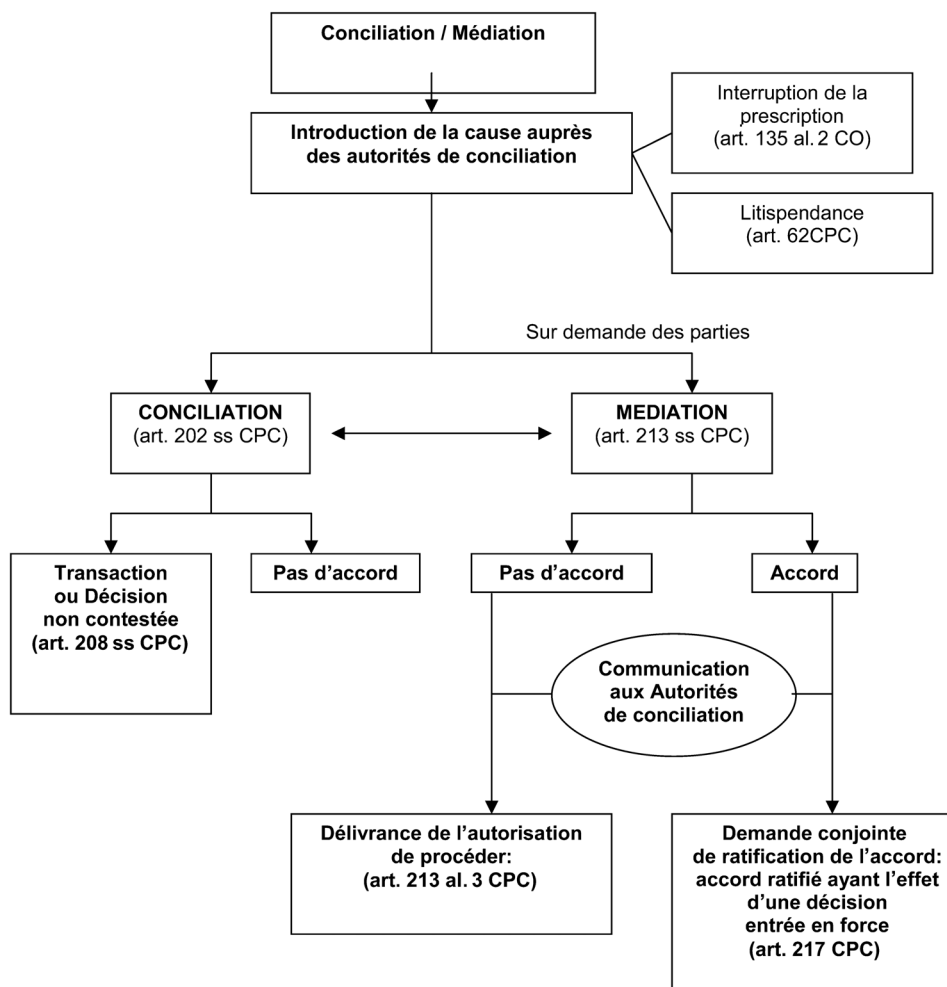 Conciliation / Médiation
Introduction de la cause auprès
des autorités de conciliation
Interruption de la
prescription
(art. 135 al. 2 CO)
Litispendance
(art. 62CPC)
Sur demande des parties
CONCILIATION
(art. 202 ss CPC)
MEDIATION
(art. 213 ss CPC)
Transaction
ou Décision
non contestée
(art. 208 ss CPC)
Pas d’accord
Pas d’accord
Accord
Communication
aux Autorités
de conciliation
Délivrance de l’autorisation
de procéder:
(art. 213 al. 3 CPC)
Demande conjointe
de ratification de l’accord:
accord ratifié ayant l’effet
d’une décision
entrée en force
(art. 217 CPC)